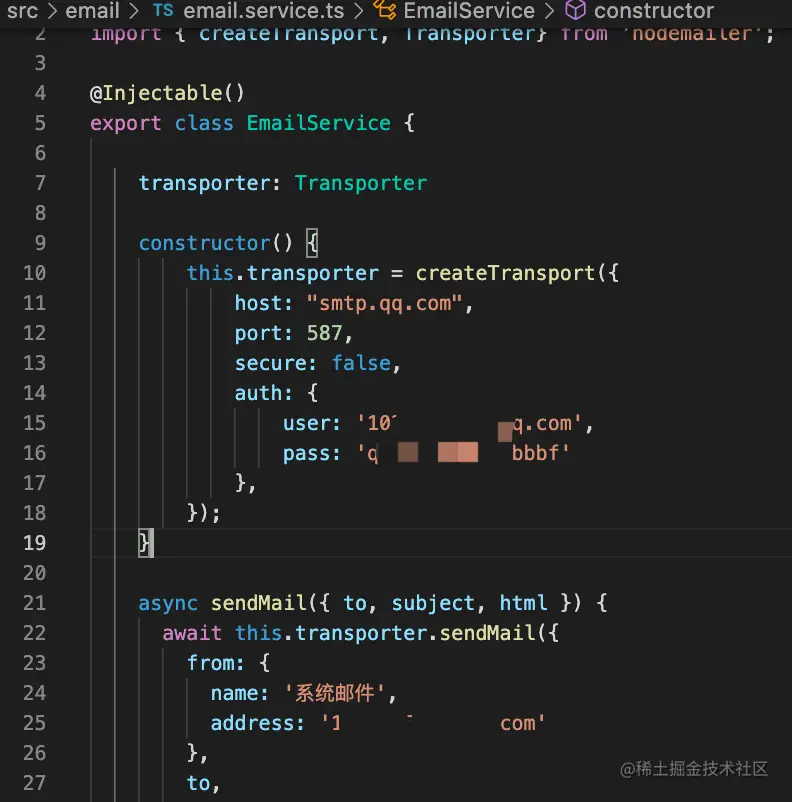 src > email > TS email.service.ts > EmailService > constructor
2 import { createTransport, Transporter} from 'nodemailer';
3
4 @Injectable()
5 export class EmailService {
6
7 transporter: Transporter
8
9 constructor() {
10 this.transporter = createTransport({
11 host: "smtp.qq.com",
12 port: 587,
13 secure: false,
14 auth: {
15 user: '10 q.com',
16 pass: 'q bbbf'
17 },
18 });
19 }
20
21 async sendMail({ to, subject, html }) {
22 await this.transporter.sendMail({
23 from: {
24 name: '系统邮件',
25 address: '1 com'
26 },
27 to,
@稀土掘金技术社区